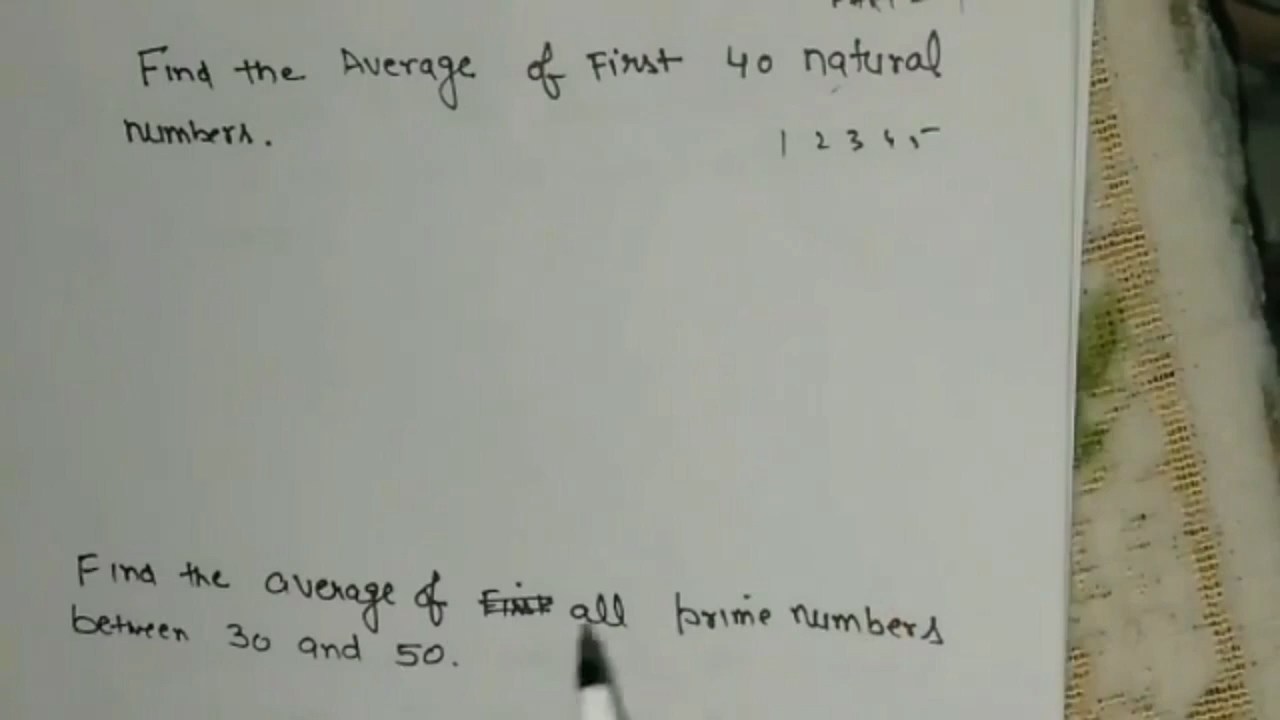 Find the Average of First 40 natural
numbers.
1 2 3 4 5
Find the average of all prime numbers
between 30 and 50.